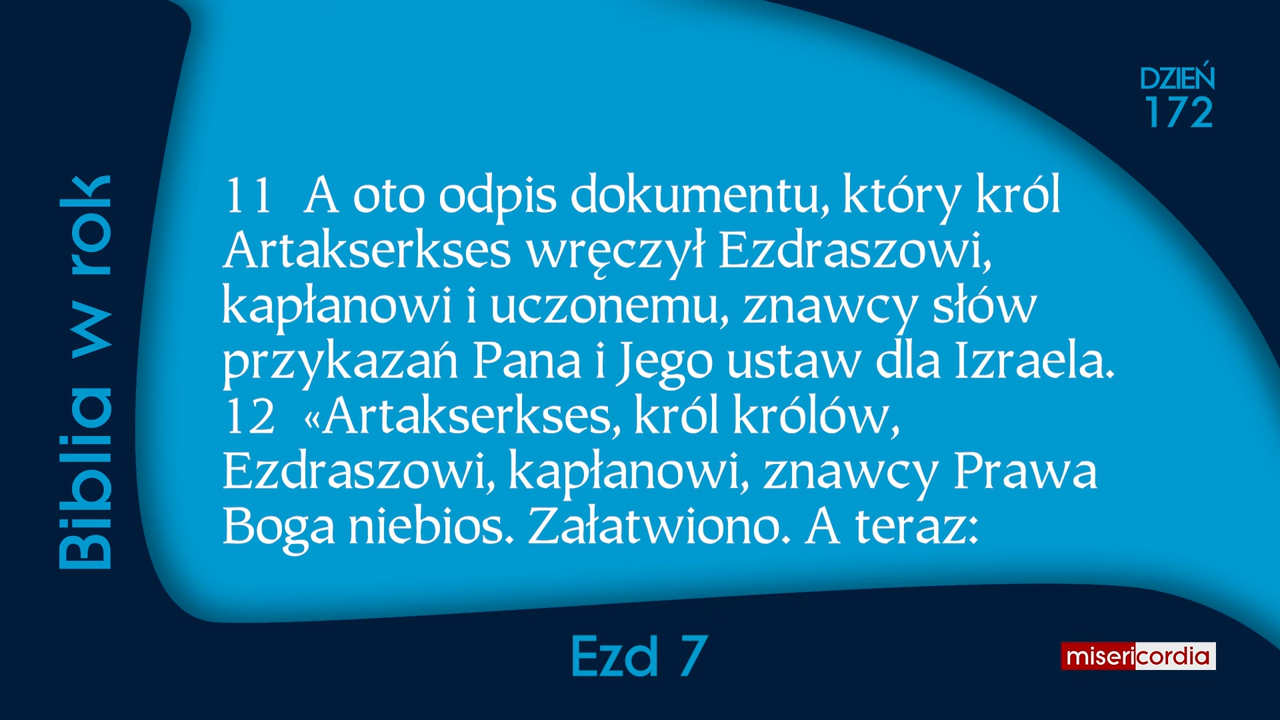 DZIEŃ
172
Biblia w rok
11 A oto odpis dokumentu, który król
Artakserkses wręczył Ezdraszowi,
kapłanowi i uczonemu, znawcy słów
przykazań Pana i Jego ustaw dla Izraela.
12 «Artakserkses, król królów,
Ezdraszowi, kapłanowi, znawcy Prawa
Boga niebios. Załatwiono. A teraz:
Ezd 7
misericordia